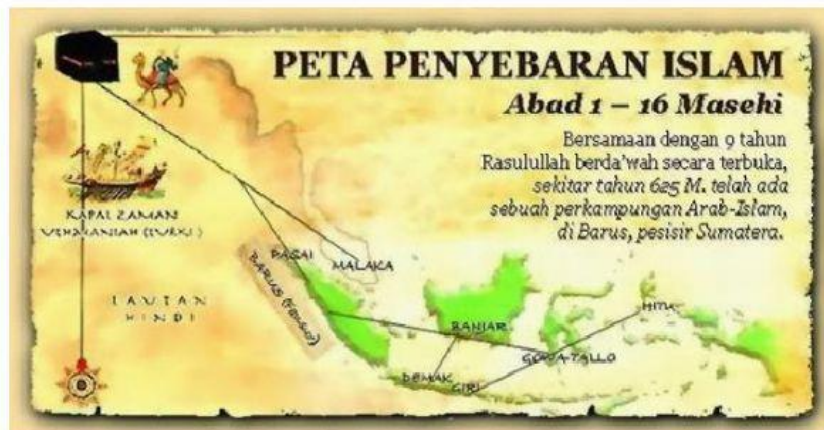 PETA PENYEBARAN ISLAM
Abad 1 – 16 Masehi
Bersamaan dengan 9 tahun
Rasulullah berda'wah secara terbuka,
sekitar tahun 625 M. telah ada
sebuah perkampungan Arab-Islam,
di Barus, pesisir Sumatera.
KAPAL ZAMAN
PASAI
MALAKA
BARUS
LAUTAN
HINDI
BANJAR
HITU
GOWA-TALLO
DEMAK
GIRI